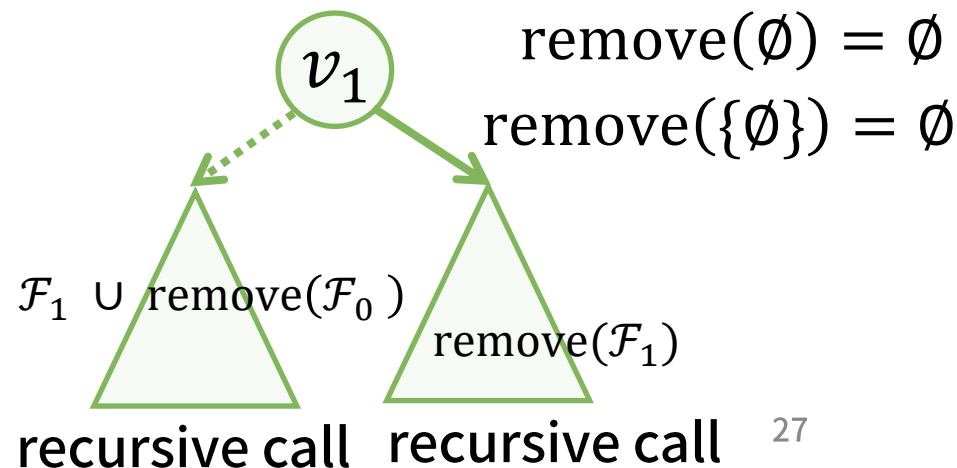 remove(∅) = ∅
v₁
remove({∅}) = ∅
ℱ₁ ∪ remove(ℱ₀ )
remove(ℱ₁)
recursive call
recursive call
27